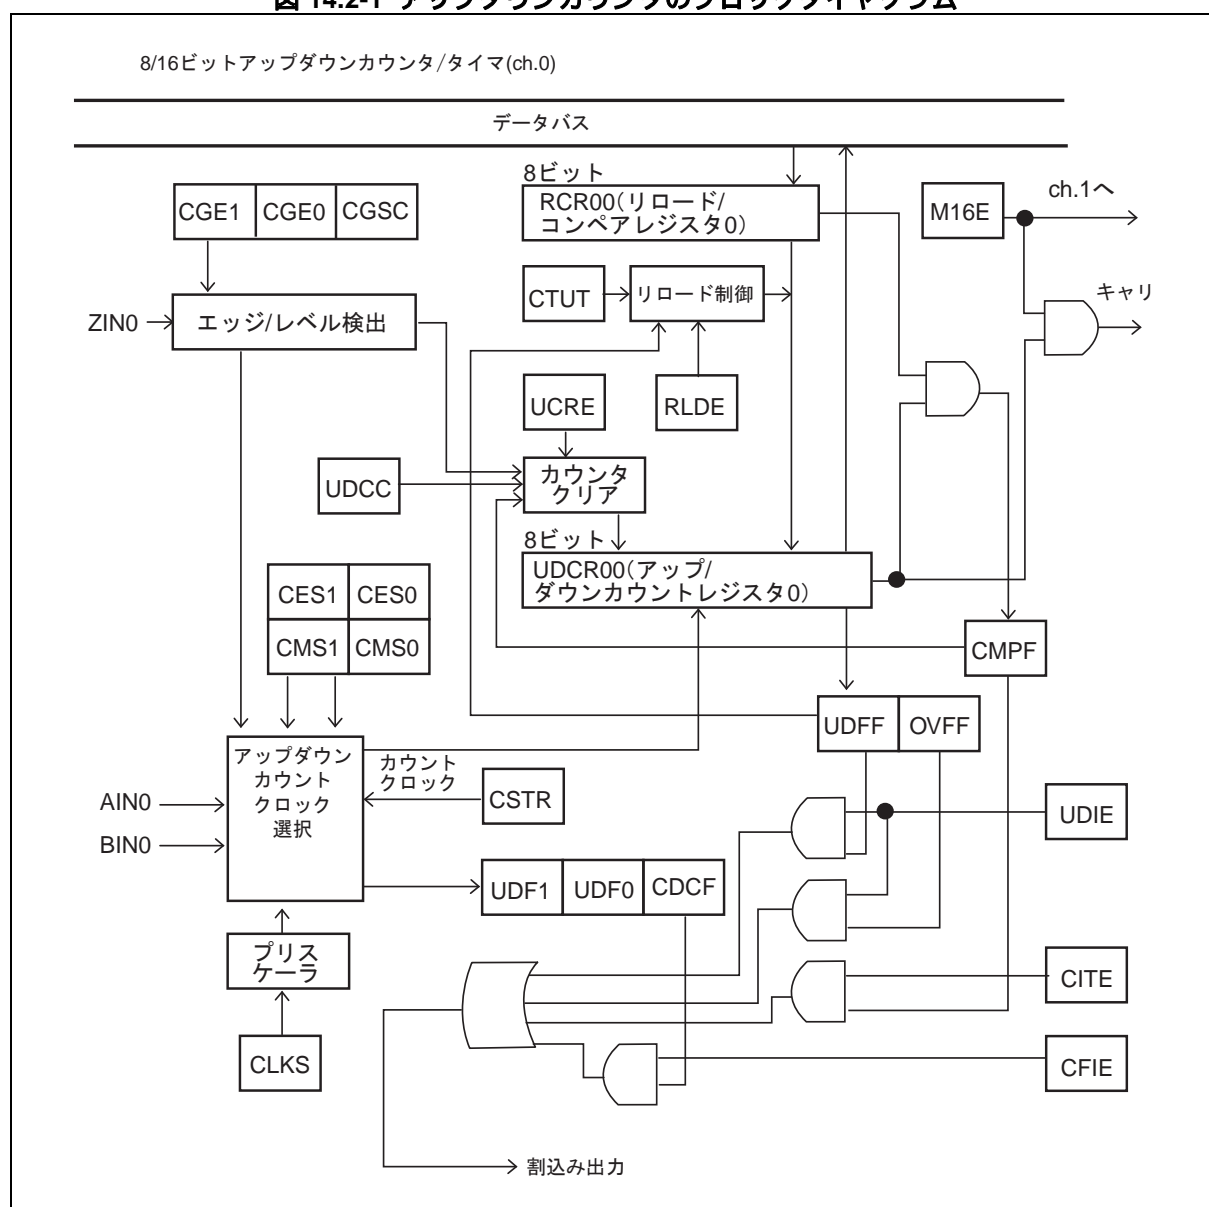 図 14.2-1 アップダウンカウンタのブロックダイヤグラム
8/16ビットアップダウンカウンタ/タイマ(ch.0)
データバス
8ビット
CGE1 CGE0 CGSC
RCR00(リロード/
コンペアレジスタ0)
M16E
ch.1へ
CTUT
リロード制御
キャリ
ZIN0
エッジ/レベル検出
UCRE
RLDE
UDCC
カウンタ
クリア
8ビット
UDCR00(アップ/
ダウンカウントレジスタ0)
CES1 CES0
CMS1 CMS0
CMPF
UDFF OVFF
アップダウン
カウント
クロック
選択
カウント
クロック
CSTR
AIN0
BIN0
UDIE
UDF1 UDF0 CDCF
プリス
ケーラ
CITE
CLKS
CFIE
割込み出力